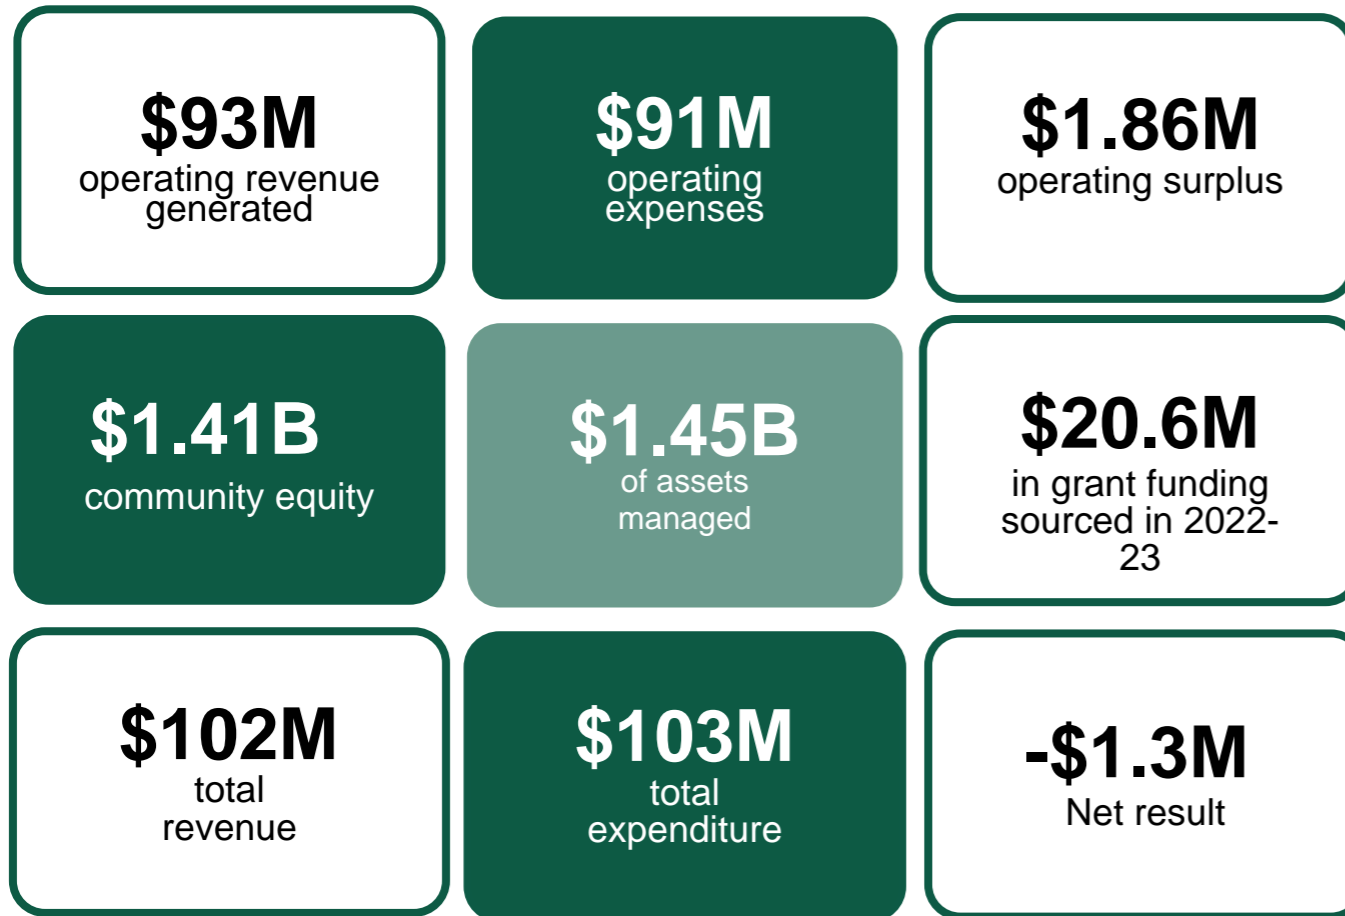 $93M
operating revenue
generated
$91M
operating
expenses
$1.86M
operating surplus
$1.41B
community equity
$1.45B
of assets
managed
$20.6M
in grant funding
sourced in 2022-
23
$102M
total
revenue
$103M
total
expenditure
-$1.3M
Net result